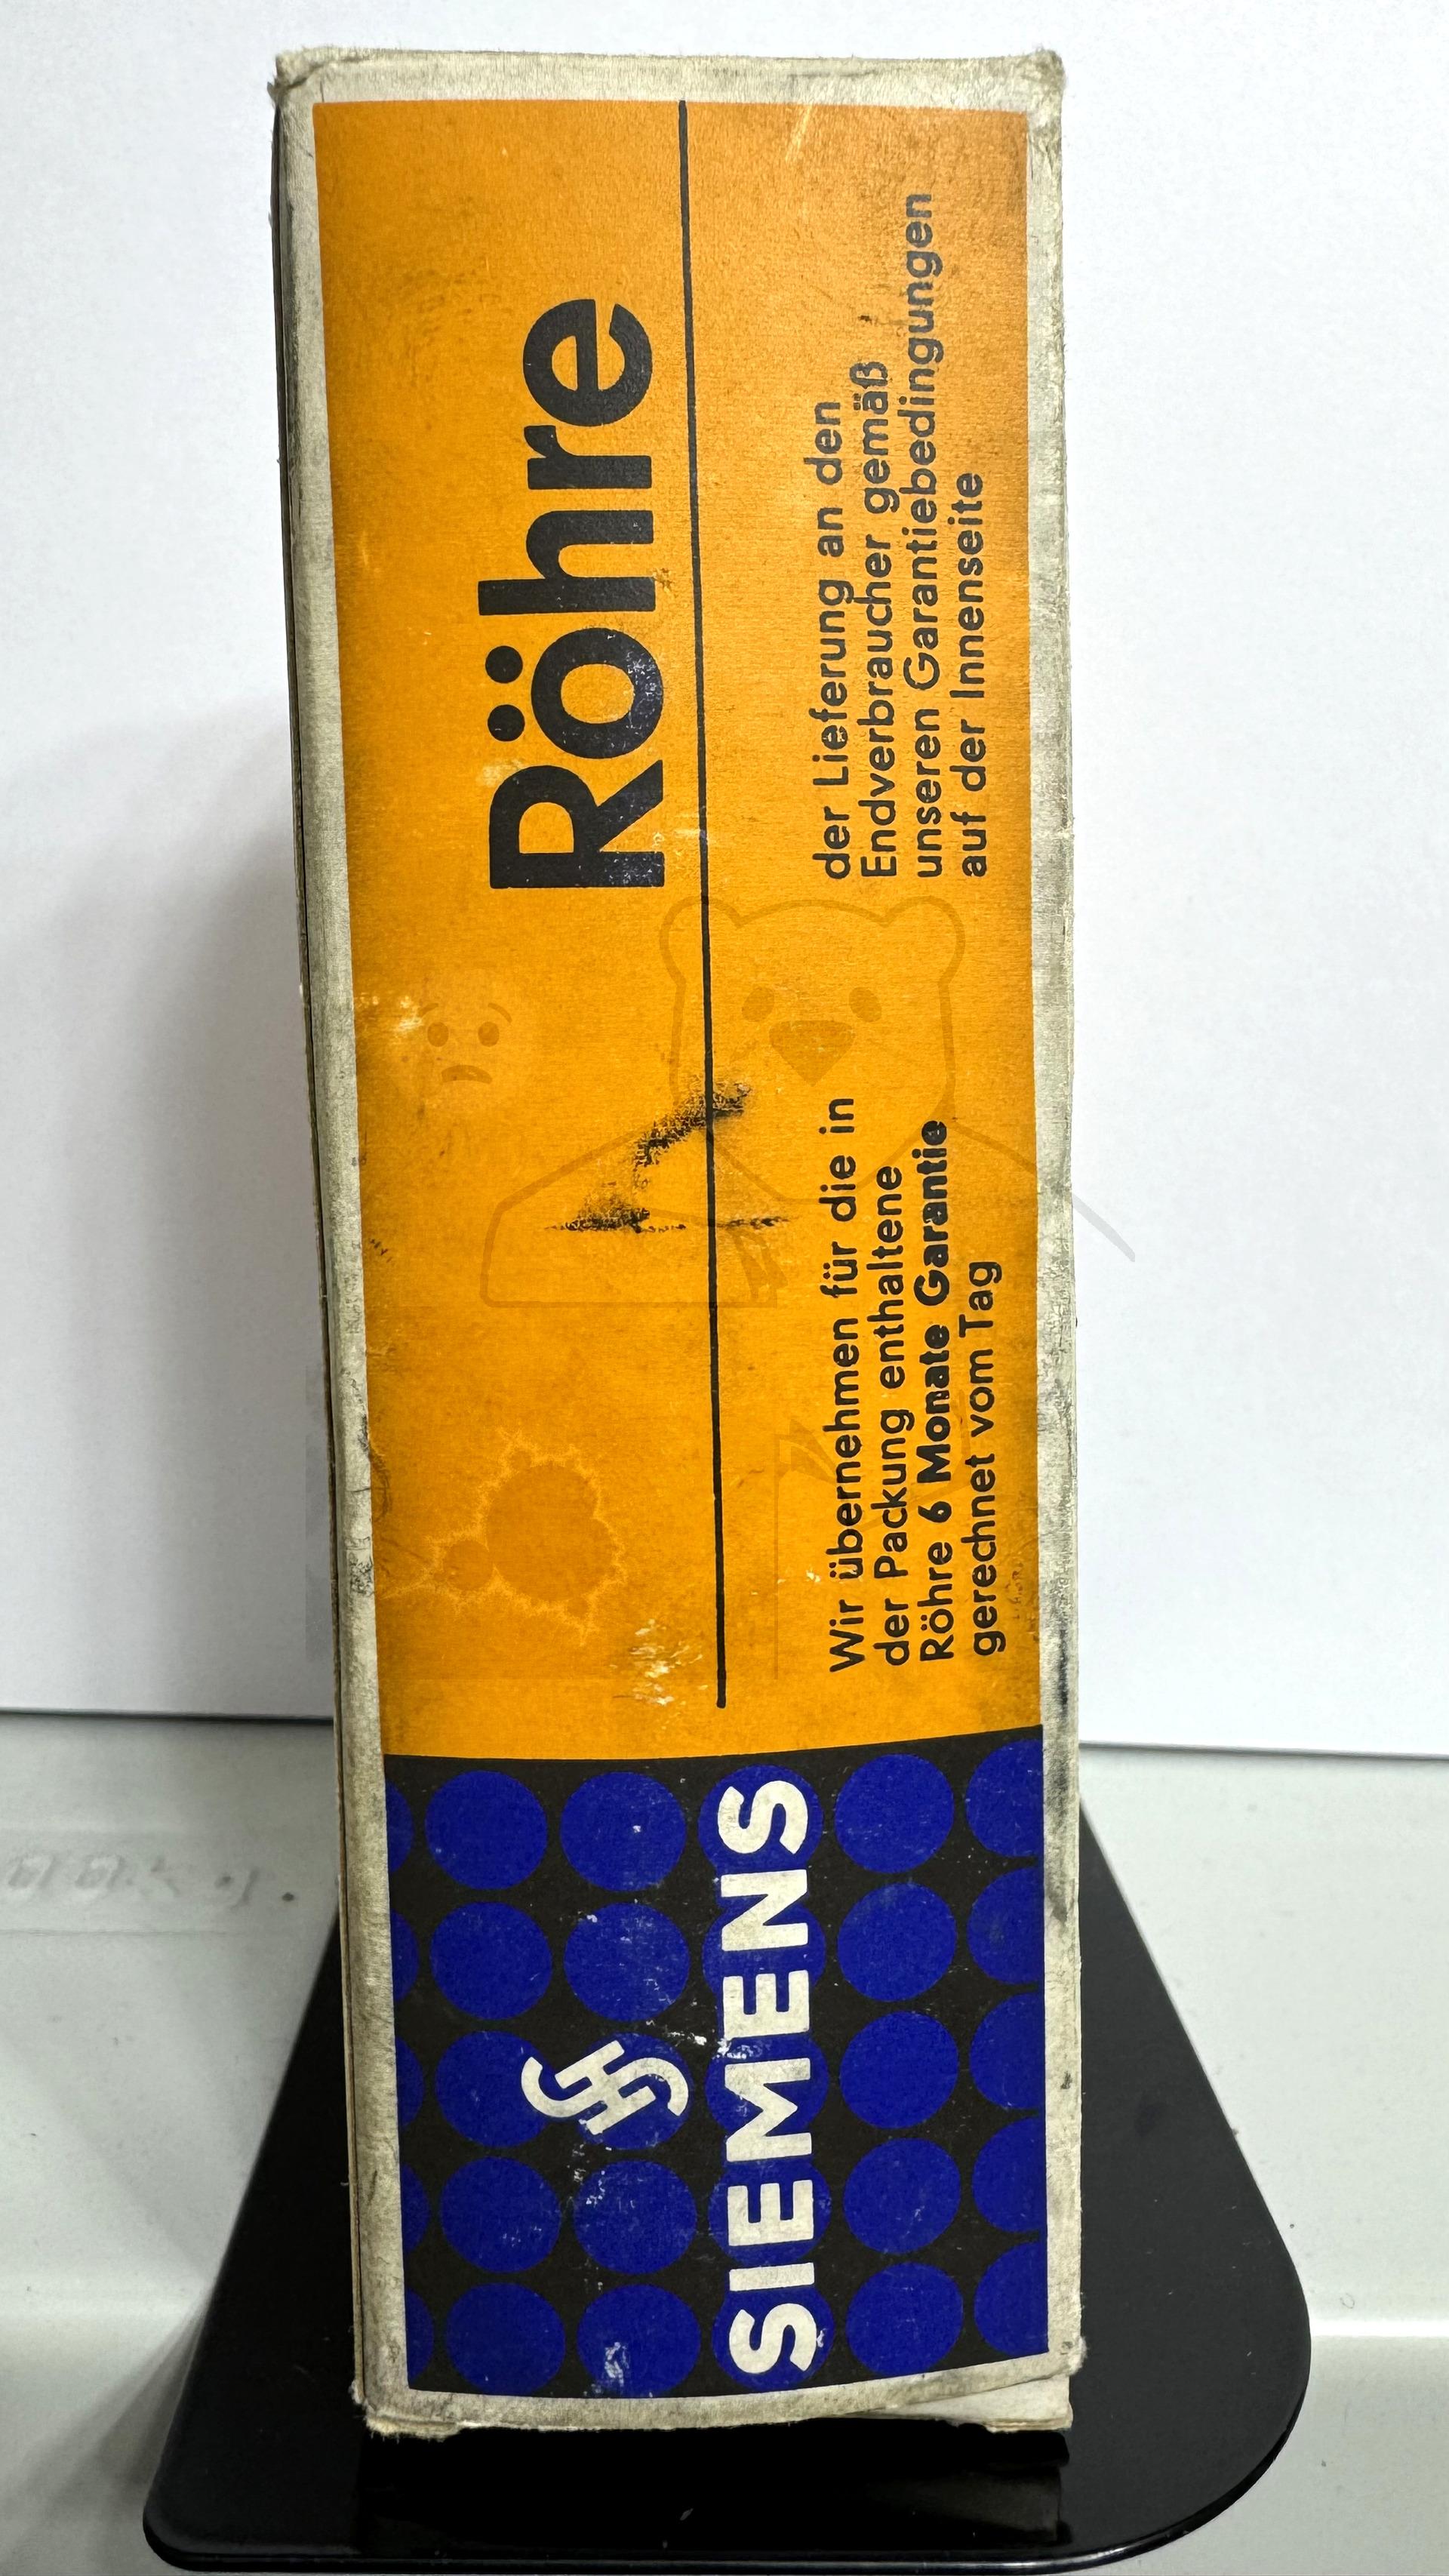 Röhre
Wir übernehmen für die in
der Packung enthaltene
Röhre 6 Monate Garantie
gerechnet vom Tag
der Lieferung an den
Endverbraucher gemäß
unseren Garantiebedingungen
auf der Innenseite
SIEMENS